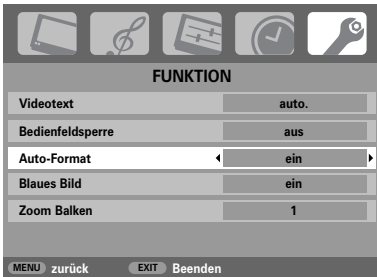 FUNKTION
Videotext auto.
Bedienfeldsperre aus
Auto-Format ein
Blaues Bild ein
Zoom Balken 1
MENU zurück EXIT Beenden